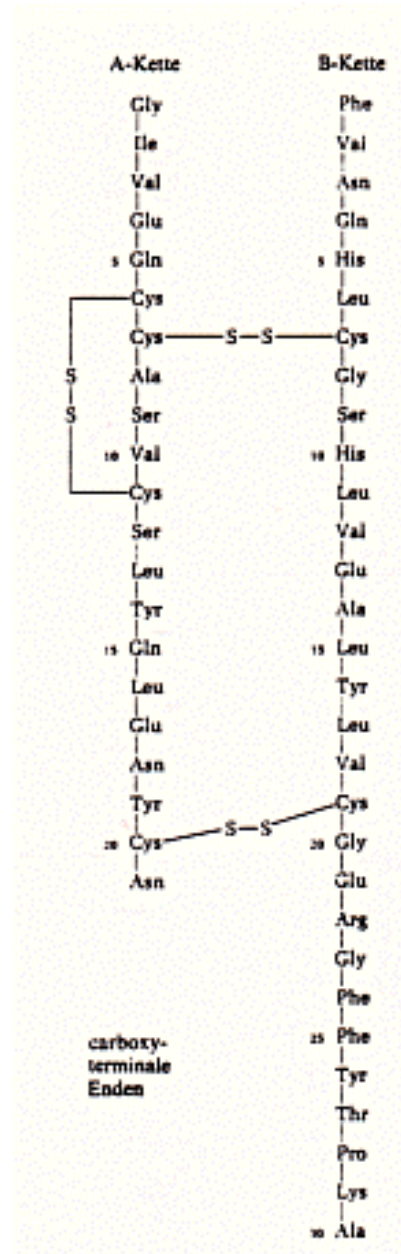 A-Kette
Gly
Ile
Val
Glu
5 Gln
Cys
Cys S S
Ala
S
Ser
S
10 Val
Cys
Ser
Leu
Tyr
15 Gln
Leu
Glu
Asn
Tyr
20 Cys S S
Asn
B-Kette
Phe
Val
Asn
Gln
5 His
Leu
Cys
Gly
Ser
10 His
Leu
Val
Glu
Ala
15 Leu
Tyr
Leu
Val
Cys
20 Gly
Glu
Arg
Gly
Phe
25 Phe
Tyr
Thr
Pro
Lys
30 Ala
carboxy-
terminale
Enden